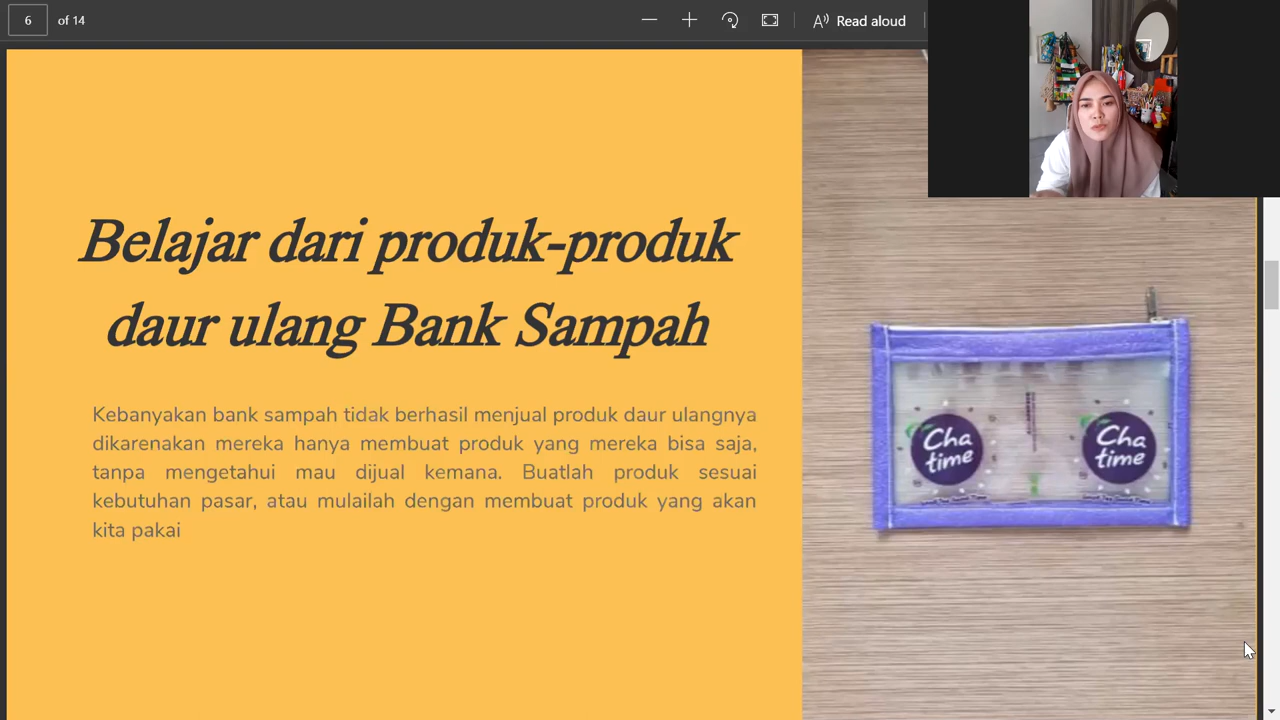 6 of 14
Read aloud
Belajar dari produk-produk
daur ulang Bank Sampah
Kebanyakan bank sampah tidak berhasil menjual produk daur ulangnya
dikarenakan mereka hanya membuat produk yang mereka bisa saja,
tanpa mengetahui mau dijual kemana. Buatlah produk sesuai
kebutuhan pasar, atau mulailah dengan membuat produk yang akan
kita pakai
Cha
time
Cha
time